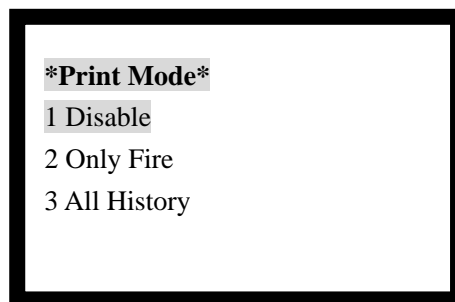 *Print Mode*
1 Disable
2 Only Fire
3 All History